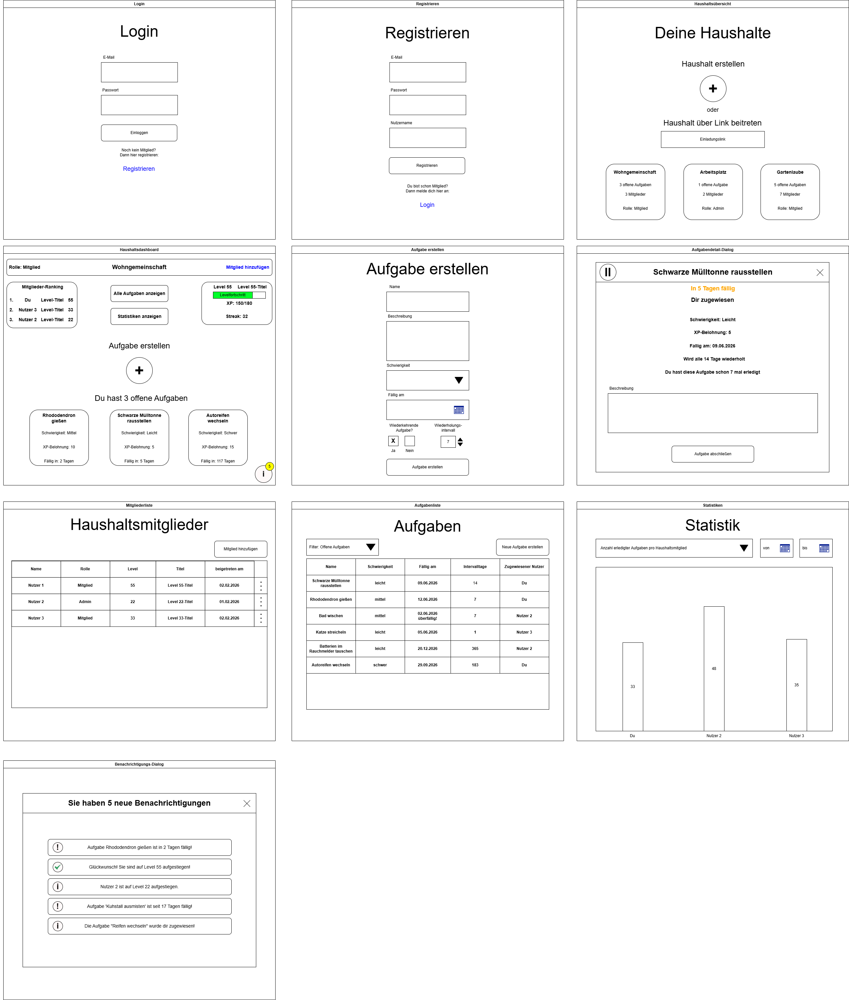 Login
Login
E-Mail
Passwort
Einloggen
Noch kein Mitglied?
Dann hier registrieren:
Registrieren
Registrieren
Registrieren
E-Mail
Passwort
Nutzername
Registrieren
Du bist schon Mitglied?
Dann melde dich hier an:
Login
Haushaltsübersicht
Deine Haushalte
Haushalt erstellen
+
oder
Haushalt über Link beitreten
Einladungslink
Wohngemeinschaft
3 offene Aufgaben
3 Mitglieder
Rolle: Mitglied
Arbeitsplatz
1 offene Aufgabe
2 Mitglieder
Rolle: Admin
Gartenlaube
5 offene Aufgaben
7 Mitglieder
Rolle: Mitglied
Haushaltsdashboard
Rolle: Mitglied Wohngemeinschaft Mitglied hinzufügen
Mitglieder-Ranking
1. Du Level-Titel 55
2. Nutzer 3 Level-Titel 33
3. Nutzer 2 Level-Titel 22
Alle Aufgaben anzeigen
Statistiken anzeigen
Level 55 Level 55-Titel
Levelfortschritt
XP: 150/180
Streak: 32
Aufgabe erstellen
+
Du hast 3 offene Aufgaben
Rhododendron
gießen
Schwierigkeit: Mittel
XP-Belohnung: 10
Fällig in: 2 Tagen
Schwarze Mülltonne
rausstellen
Schwierigkeit: Leicht
XP-Belohnung: 5
Fällig in: 5 Tagen
Autoreifen
wechseln
Schwierigkeit: Schwer
XP-Belohnung: 15
Fällig in: 117 Tagen
5
i
Aufgabe erstellen
Aufgabe erstellen
Name
Beschreibung
Schwierigkeit
Fällig am
Wiederkehrende
Aufgabe?
X
Ja Nein
Wiederholungs-
intervall
7
Aufgabe erstellen
Aufgabendetail-Dialog
Schwarze Mülltonne rausstellen
In 5 Tagen fällig
Dir zugewiesen
Schwierigkeit: Leicht
XP-Belohnung: 5
Fallig am: 09.06.2026
Wird alle 14 Tage wiederholt
Du hast diese Aufgabe schon 7 mal erledigt
Beschreibung
Aufgabe abschließen
Mitgliederliste
Haushaltsmitglieder
Mitglied hinzufügen
Name Rolle Level Titel beigetreten am
Nutzer 1 Mitglied 55 Level 55-Titel 02.02.2026
Nutzer 2 Admin 22 Level 22-Titel 01.02.2026
Nutzer 3 Mitglied 33 Level 33-Titel 02.02.2026
Aufgabenliste
Aufgaben
Filter: Offene Aufgaben
Neue Aufgabe erstellen
Name Schwierigkeit Fällig am Intervalltage Zugewiesener Nutzer
Schwarze Mülltonne
rausstellen leicht 09.06.2026 14 Du
Rhododendron gießen mittel 12.06.2026 7 Du
Bad wischen mittel 02.06.2026
überfällig! 7 Nutzer 2
Katze streicheln leicht 05.06.2026 1 Nutzer 3
Batterien im
Rauchmelder tauschen leicht 20.12.2026 365 Nutzer 2
Autoreifen wechseln schwer 29.09.2026 183 Du
Statistiken
Statistik
Anzahl erledigter Aufgaben pro Haushaltsmitglied
von
bis
33
48
35
Du Nutzer 2 Nutzer 3
Benachrichtigungs-Dialog
Sie haben 5 neue Benachrichtigungen
! Aufgabe Rhododendron gießen ist in 2 Tagen fällig!
Glückwunsch! Sie sind auf Level 55 aufgestiegen!
i Nutzer 2 ist auf Level 22 aufgestiegen.
! Aufgabe 'Kuhstall ausmisten' ist seit 17 Tagen fällig!
i Die Aufgabe "Reifen wechseln" wurde dir zugewiesen!